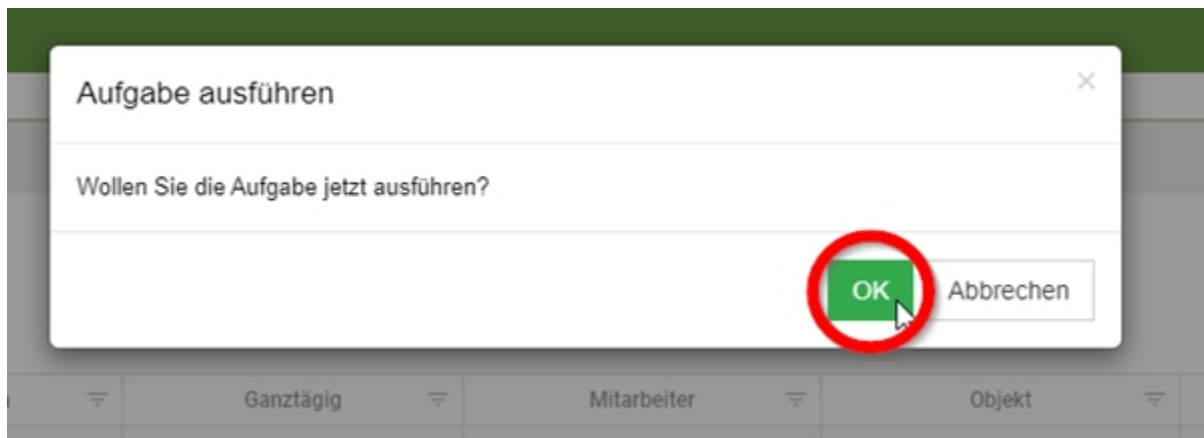 Aufgabe ausführen
Wollen Sie die Aufgabe jetzt ausführen?
OK Abbrechen
Ganztägig Mitarbeiter Objekt